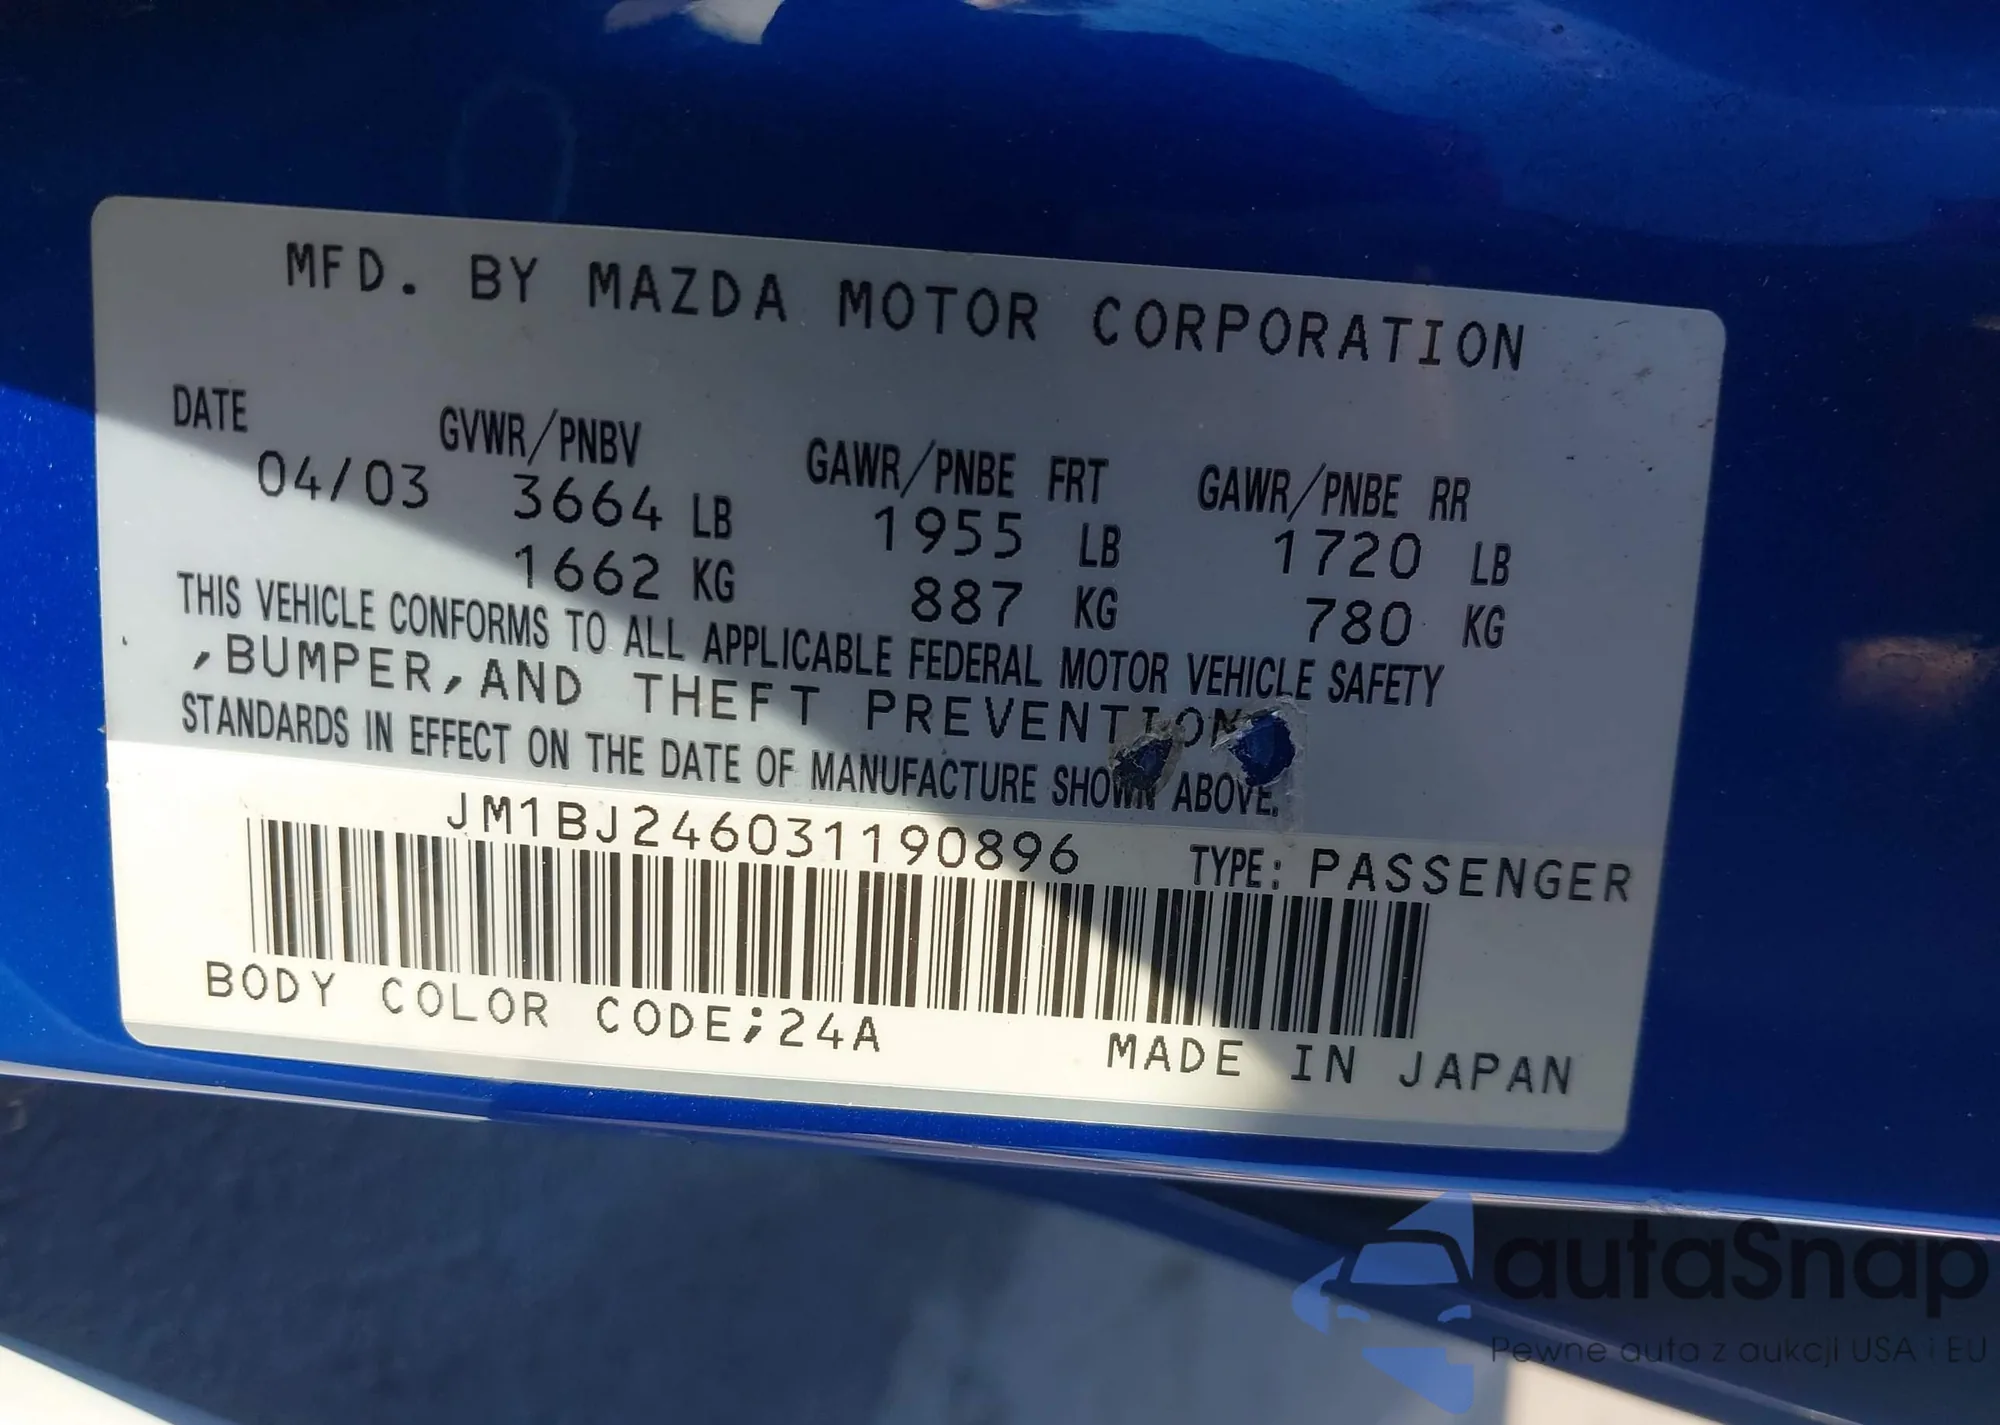 MFD. BY MAZDA MOTOR CORPORATION
DATE GVWR/PNBV GAWR/PNBE FRT GAWR/PNBE RR
04/03 3664 LB 1955 LB 1720 LB
1662 KG 887 KG 780 KG
THIS VEHICLE CONFORMS TO ALL APPLICABLE FEDERAL MOTOR VEHICLE SAFETY
,BUMPER,AND THEFT PREVENTION
STANDARDS IN EFFECT ON THE DATE OF MANUFACTURE SHOWN ABOVE.
JM1BJ246031190896 TYPE: PASSENGER
BODY COLOR CODE;24A MADE IN JAPAN
autaSnap
Pewne auta z aukcji USA i EU